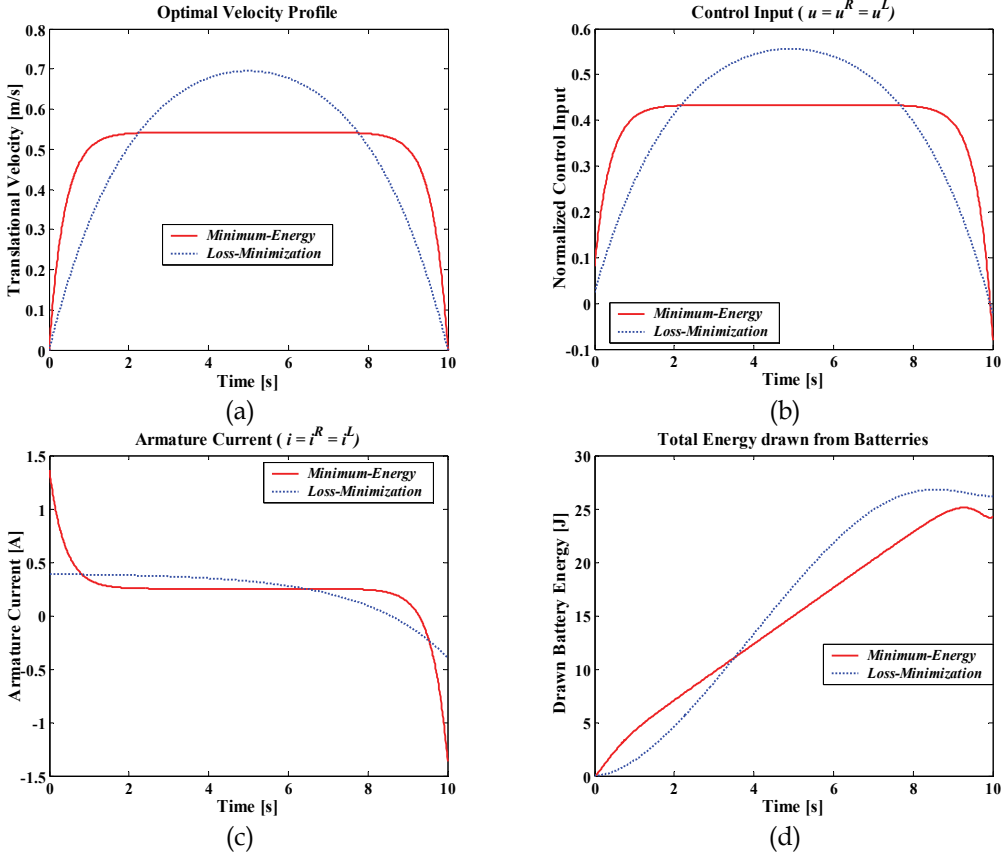 Optimal Velocity Profile
Translational Velocity [m/s]
0.8
0.7
0.6
0.5
0.4
0.3
0.2
0.1
0
Minimum-Energy
Loss-Minimization
0 2 4 6 8 10
Time [s]
(a)
Control Input ( u = u^R = u^L)
Normalized Control Input
0.6
0.5
0.4
0.3
0.2
0.1
0
-0.1
Minimum-Energy
Loss-Minimization
0 2 4 6 8 10
Time [s]
(b)
Armature Current ( i = i^R = i^L)
Armature Current [A]
1.5
1
0.5
0
-0.5
-1
-1.5
Minimum-Energy
Loss-Minimization
0 2 4 6 8 10
Time [s]
(c)
Total Energy drawn from Batterries
Drawn Battery Energy [J]
30
25
20
15
10
5
0
Minimum-Energy
Loss-Minimization
0 2 4 6 8 10
Time [s]
(d)